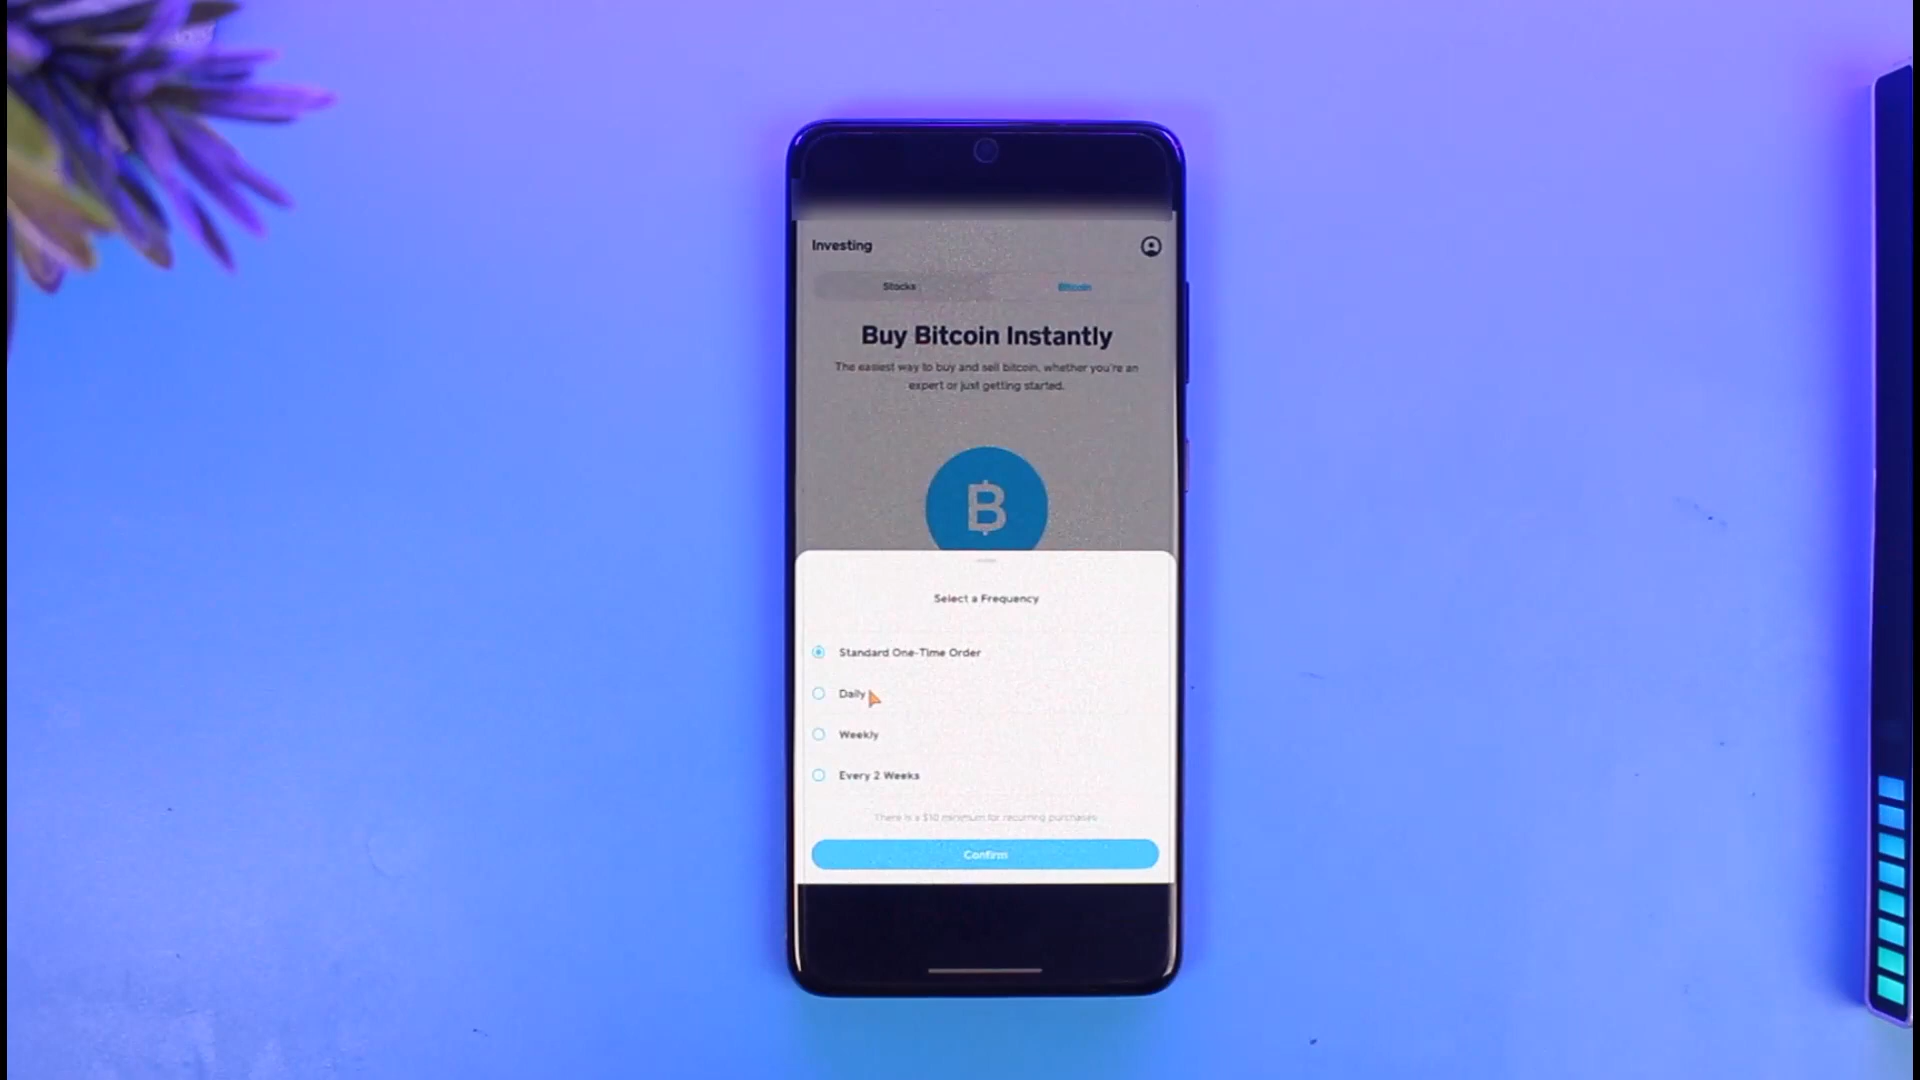 Investing
Stocks
Bitcoin
Buy Bitcoin Instantly
The easiest way to buy and sell bitcoin, whether you're an
expert or just getting started.
Select a Frequency
Standard One-Time Order
Daily
Weekly
Every 2 Weeks
There is a $10 minimum for recurring purchases
Confirm